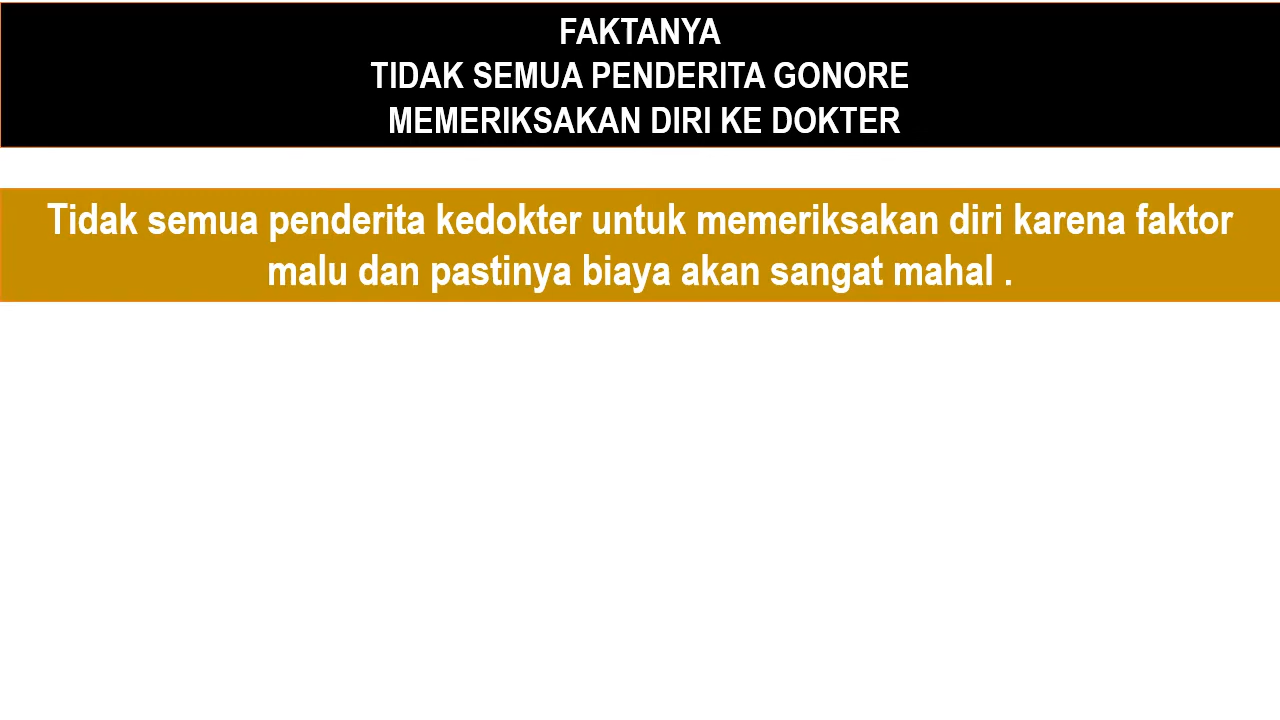 FAKTANYA
TIDAK SEMUA PENDERITA GONORE
MEMERIKSAKAN DIRI KE DOKTER
Tidak semua penderita kedokter untuk memeriksakan diri karena faktor
malu dan pastinya biaya akan sangat mahal .